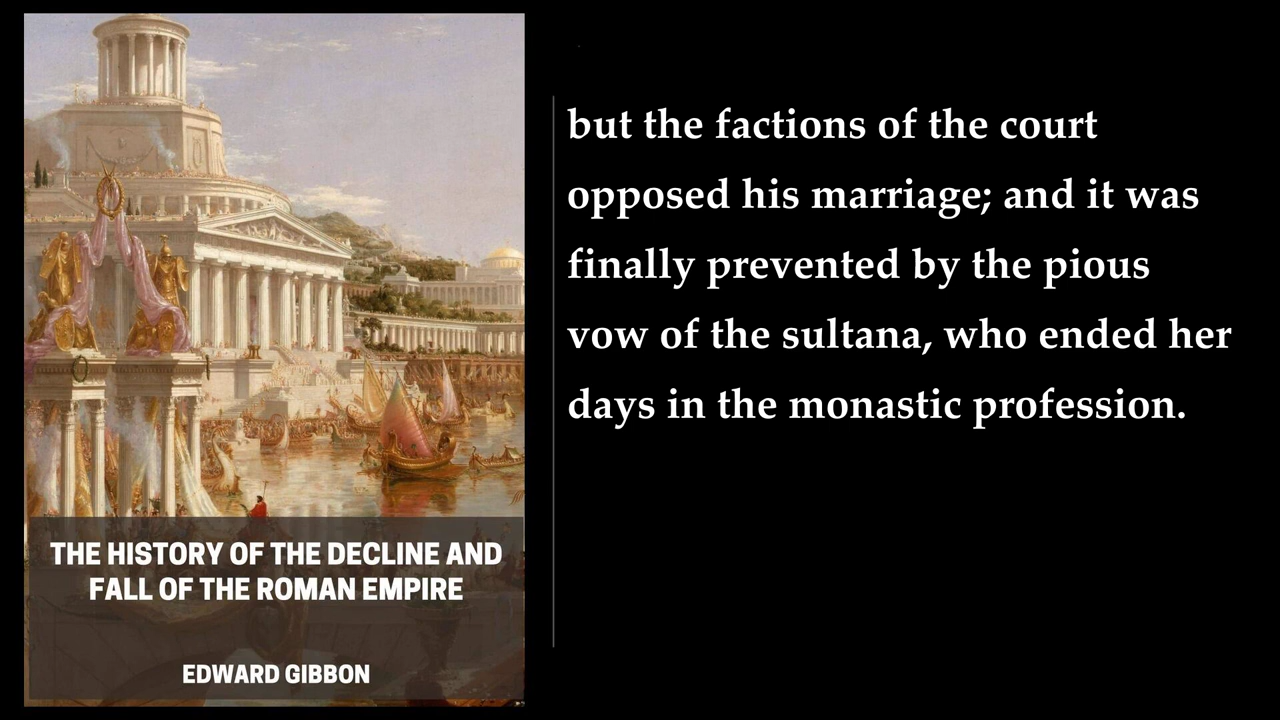 but the factions of the court
opposed his marriage; and it was
finally prevented by the pious
vow of the sultana, who ended her
days in the monastic profession.
THE HISTORY OF THE DECLINE AND
FALL OF THE ROMAN EMPIRE
EDWARD GIBBON